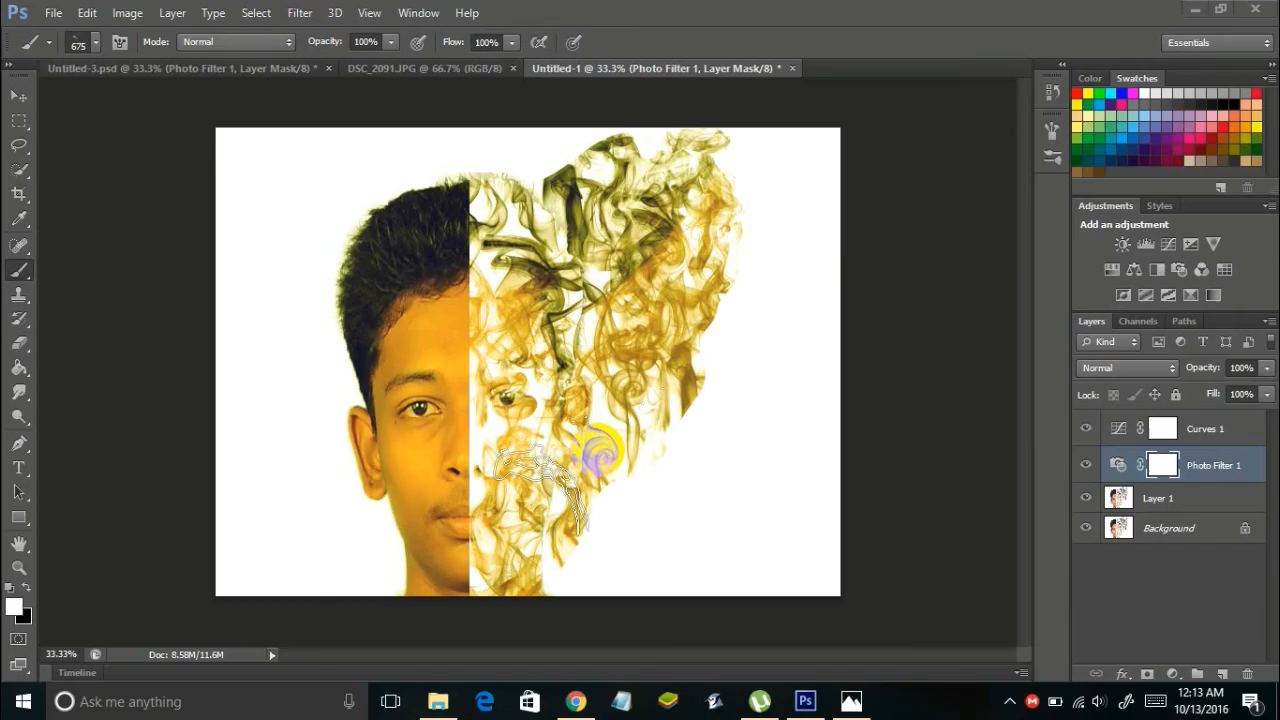 Ps File Edit Image Layer Type Select Filter 3D View Window Help
675 Mode: Normal Opacity: 100% Flow: 100% Essentials
Untitled-3.psd @ 33.3% (Photo Filter 1, Layer Mask/8) * × DSC_2091.JPG @ 66.7% (RGB/8) × Untitled-1 @ 33.3% (Photo Filter 1, Layer Mask/8) * ×
Color Swatches
Adjustments Styles
Add an adjustment
Layers Channels Paths
Kind
Normal Opacity: 100%
Lock: Fill: 100%
Curves 1
Photo Filter 1
Layer 1
Background
33.33% Doc: 8.58M/11.6M
Timeline
Ask me anything
12:13 AM
10/13/2016
1